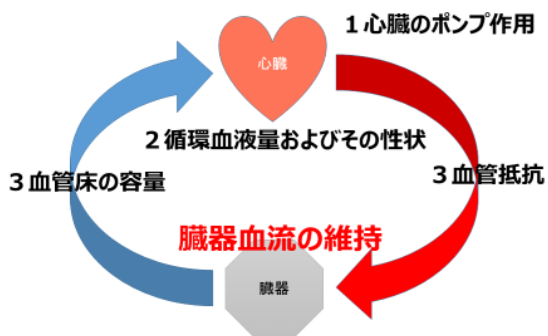 1心臓のポンプ作用
心臓
2循環血液量およびその性状
3血管床の容量
3血管抵抗
臓器血流の維持
臓器